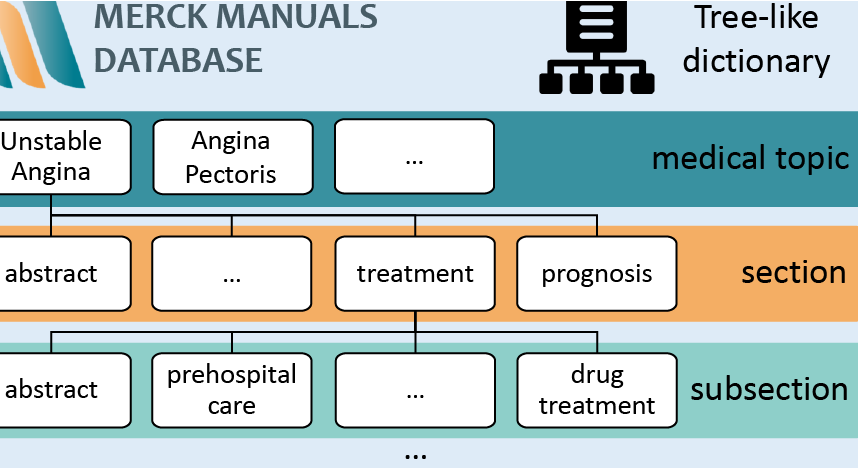 MERCK MANUALS
DATABASE
Tree-like
dictionary
Unstable
Angina
Angina
Pectoris
...
medical topic
abstract
...
treatment
prognosis
section
abstract
prehospital
care
...
drug
treatment
subsection
...